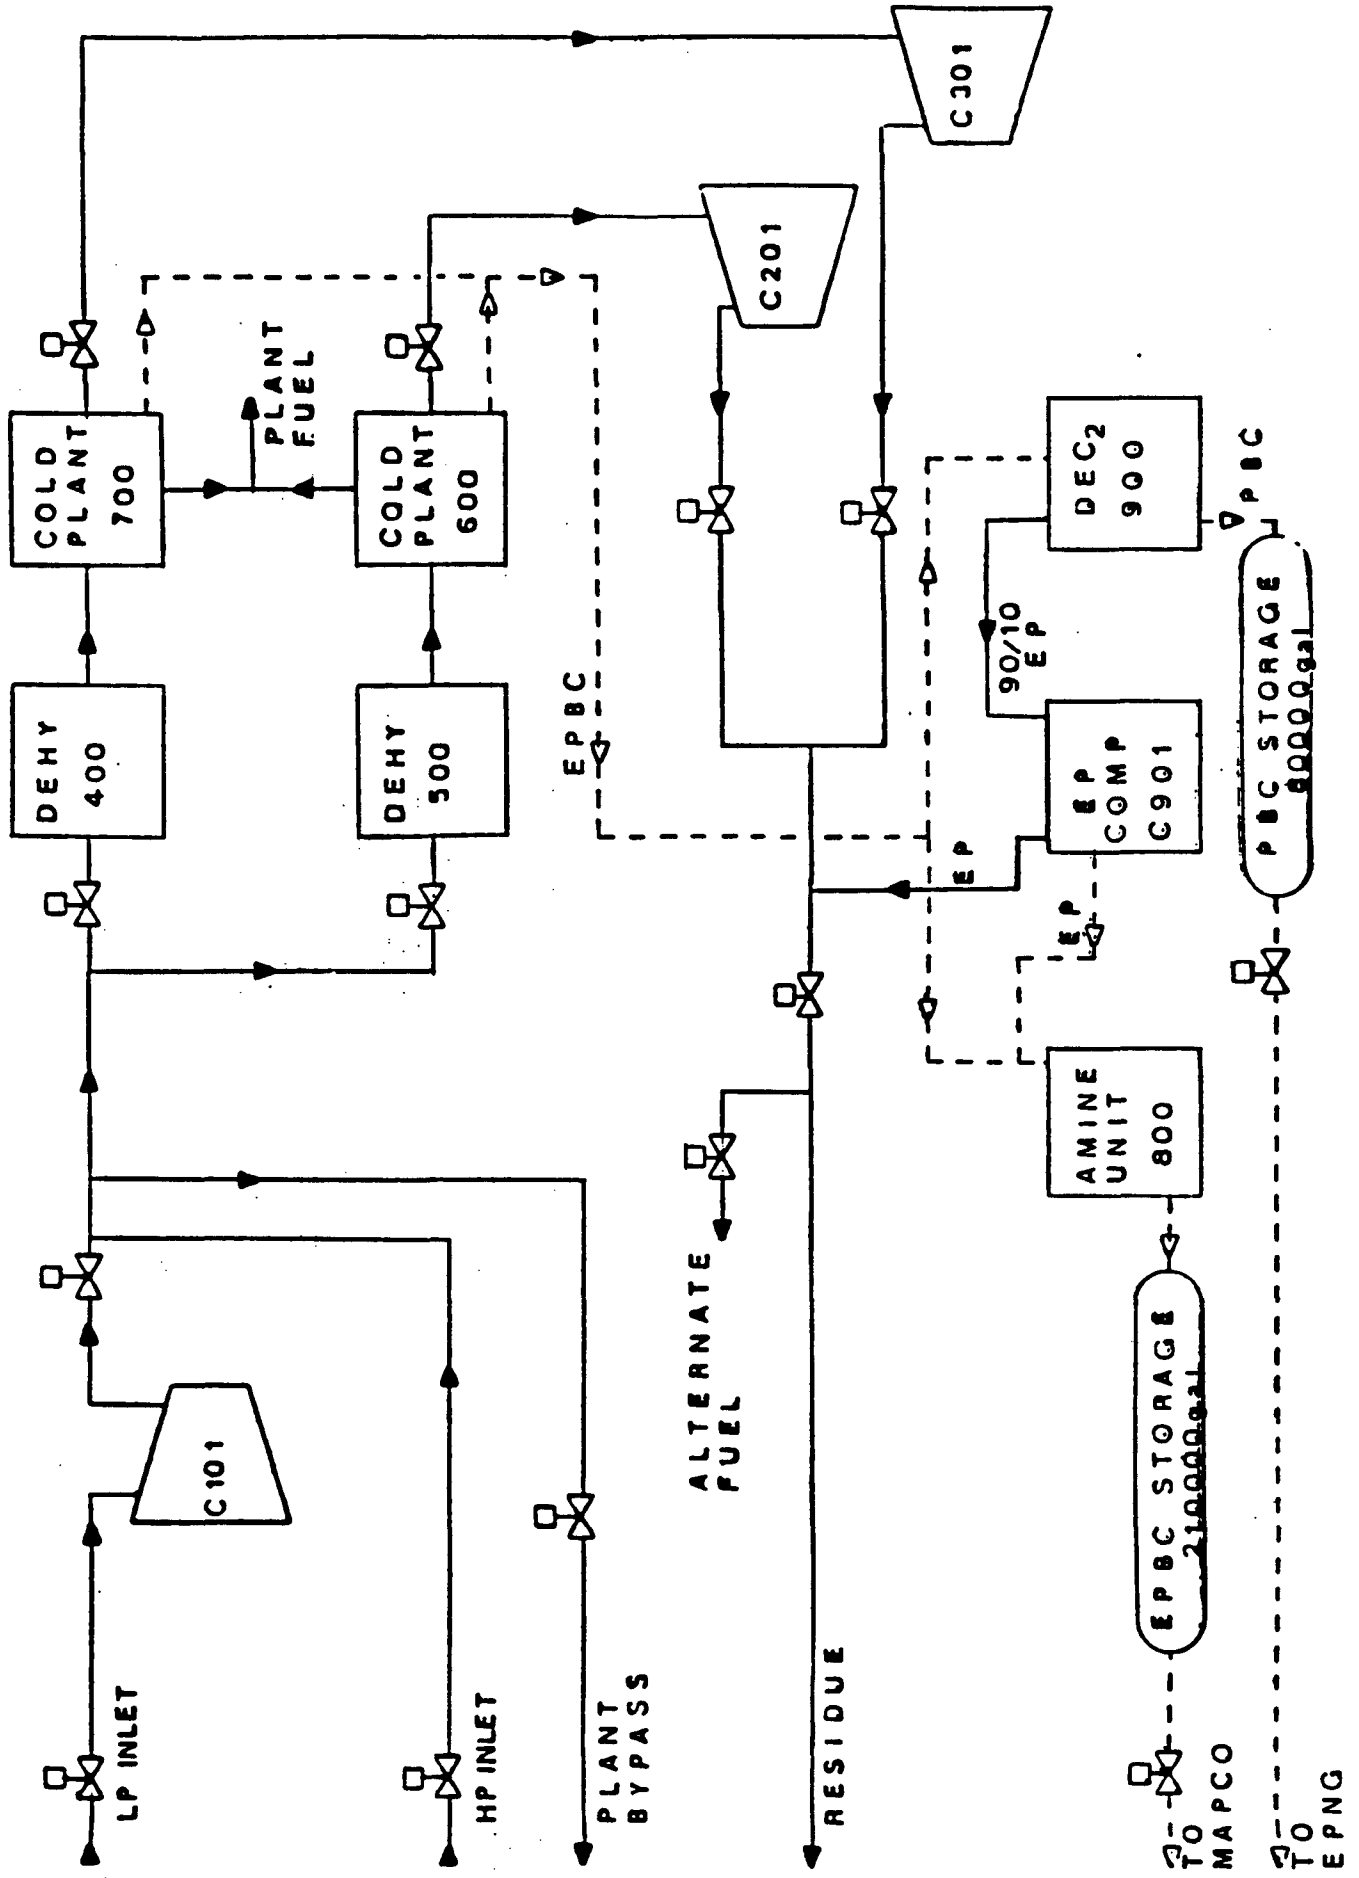 LP INLET
HP INLET
PLANT
BYPASS
RESIDUE
TO
MAPCO
TO
EPNG
C101
ALTERNATE
FUEL
EPBC STORAGE
21000gal
AMINE
UNIT
800
DEHY
400
DEHY
500
EPBC
EP
EP
EP
COMP
C901
90/10
EP
PBC STORAGE
80000gal
COLD
PLANT
700
COLD
PLANT
600
PLANT
FUEL
DEC2
900
PBC
C201
C301